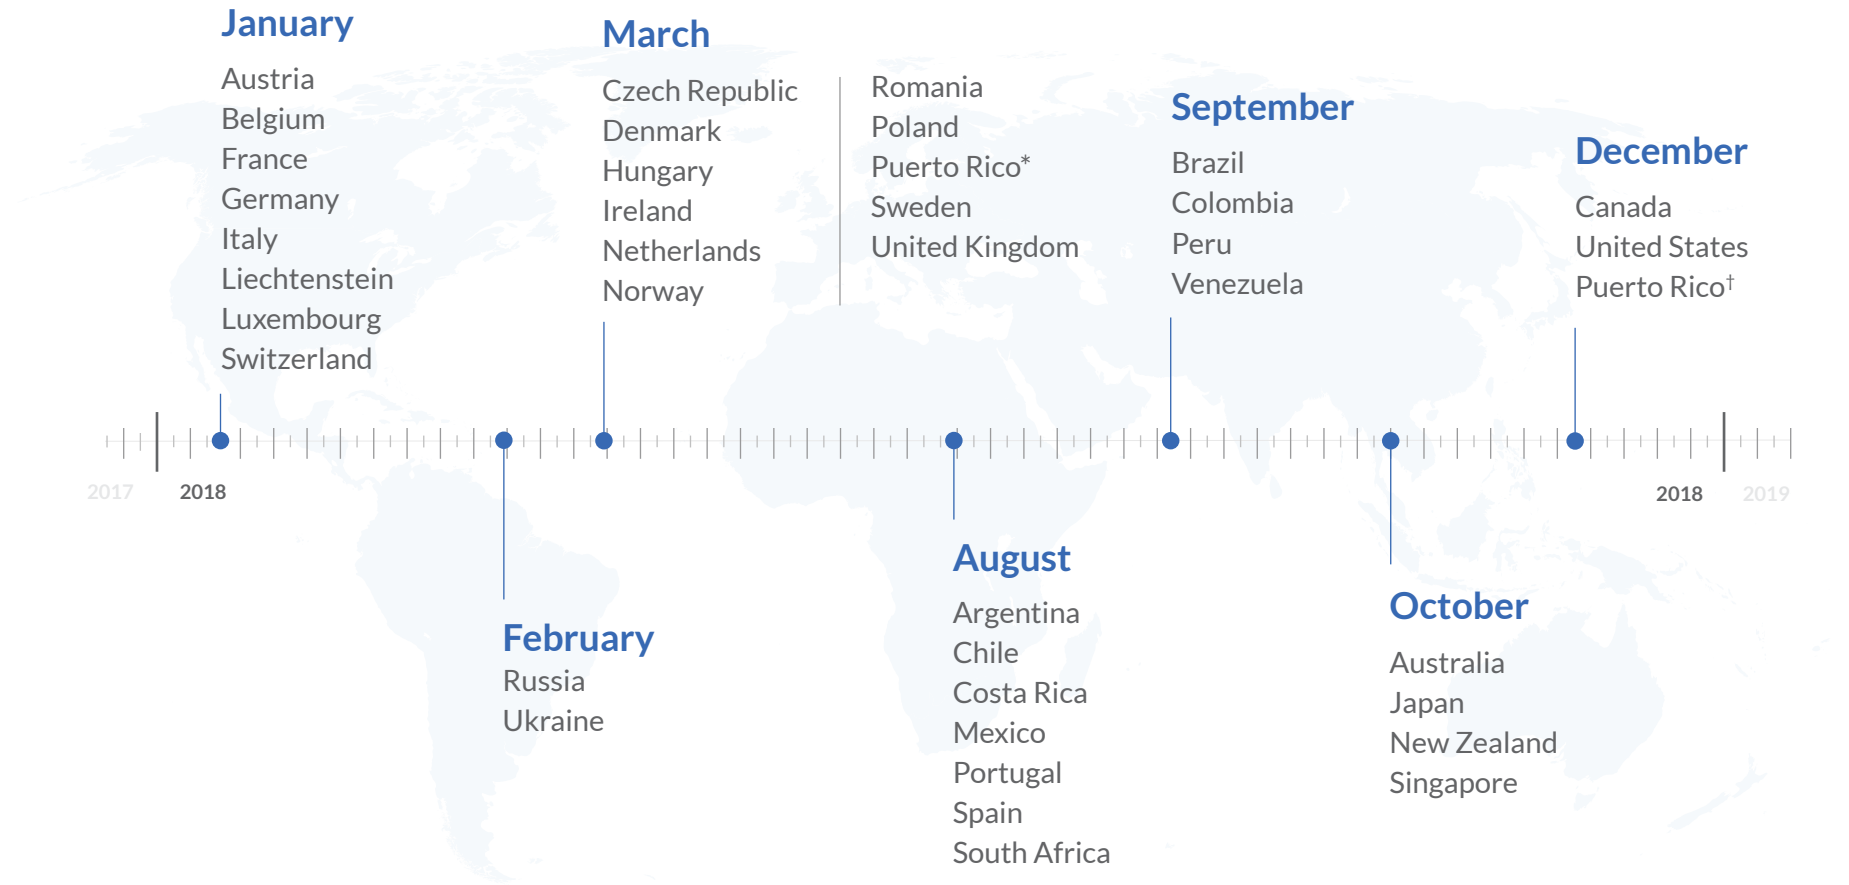 January
Austria
Belgium
France
Germany
Italy
Liechtenstein
Luxembourg
Switzerland
March
Czech Republic
Denmark
Hungary
Ireland
Netherlands
Norway
Romania
Poland
Puerto Rico*
Sweden
United Kingdom
September
Brazil
Colombia
Peru
Venezuela
December
Canada
United States
Puerto Rico†
2017
2018
2018
2019
February
Russia
Ukraine
August
Argentina
Chile
Costa Rica
Mexico
Portugal
Spain
South Africa
October
Australia
Japan
New Zealand
Singapore